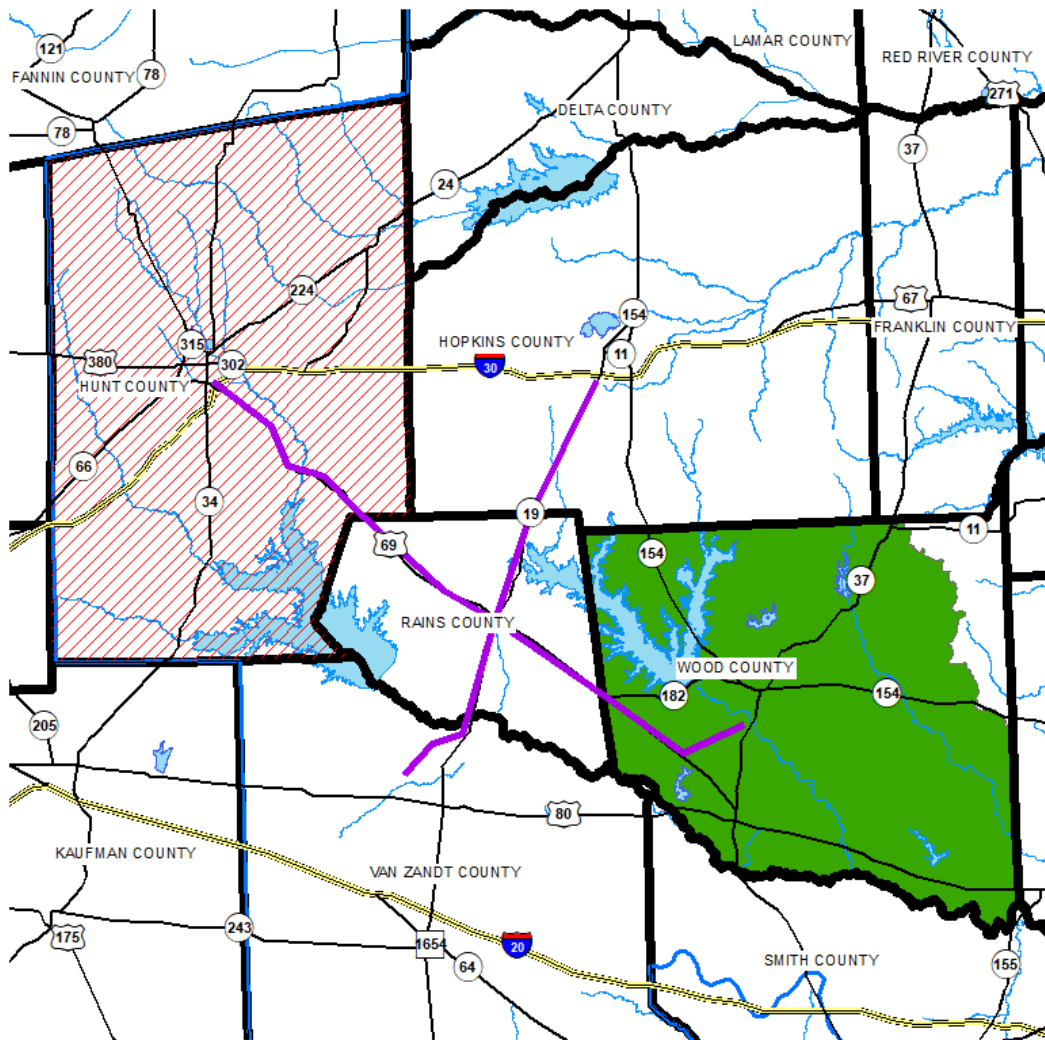 121
LAMAR COUNTY
RED RIVER COUNTY
FANNIN COUNTY
78
271
DELTA COUNTY
78
37
24
224
67
154
FRANKLIN COUNTY
315
HOPKINS COUNTY
11
380
302
30
HUNT COUNTY
66
34
19
11
69
154
37
RAINS COUNTY
WOOD COUNTY
182
154
205
80
KAUFMAN COUNTY
VAN ZANDT COUNTY
243
175
1654
20
64
SMITH COUNTY
155